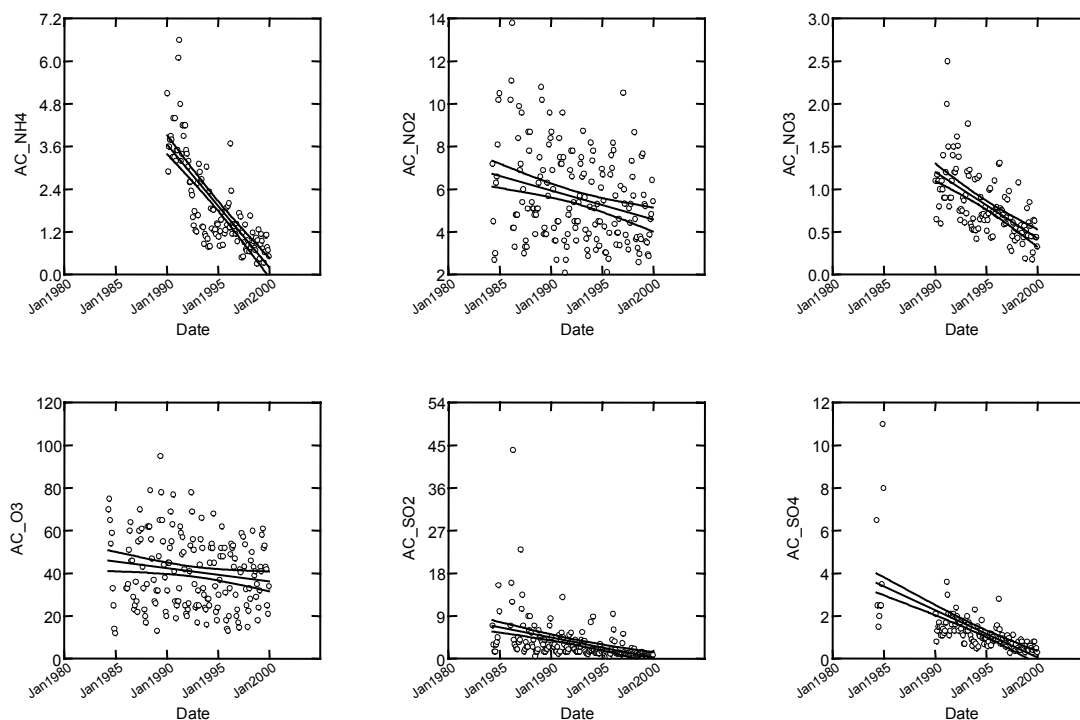 7.2
6.0
4.8
3.6
2.4
1.2
0.0
AC_NH4
Jan1980
Jan1985
Jan1990
Jan1995
Jan2000
Date
14
12
10
8
6
4
2
AC_NO2
Jan1980
Jan1985
Jan1990
Jan1995
Jan2000
Date
3.0
2.5
2.0
1.5
1.0
0.5
0.0
AC_NO3
Jan1980
Jan1985
Jan1990
Jan1995
Jan2000
Date
120
100
80
60
40
20
0
AC_O3
Jan1980
Jan1985
Jan1990
Jan1995
Jan2000
Date
54
45
36
27
18
9
0
AC_SO2
Jan1980
Jan1985
Jan1990
Jan1995
Jan2000
Date
12
10
8
6
4
2
0
AC_SO4
Jan1980
Jan1985
Jan1990
Jan1995
Jan2000
Date